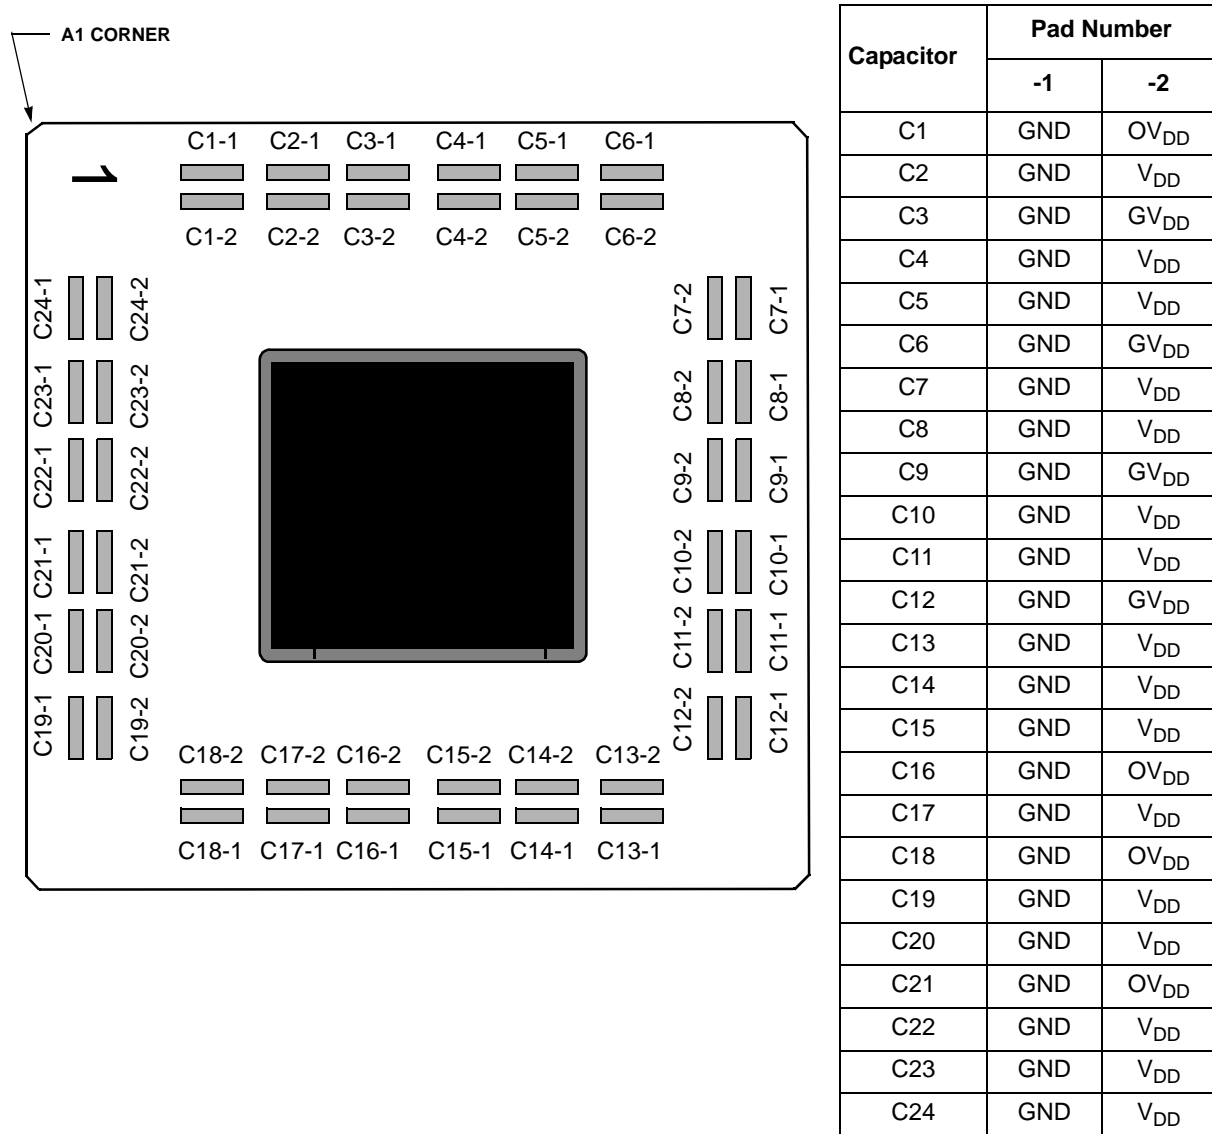 A1 CORNER
1
C1-1 C2-1 C3-1 C4-1 C5-1 C6-1
C1-2 C2-2 C3-2 C4-2 C5-2 C6-2
C24-1 C24-2 C7-2 C7-1
C23-1 C23-2 C8-2 C8-1
C22-1 C22-2 C9-2 C9-1
C21-1 C21-2 C10-2 C10-1
C20-1 C20-2 C11-2 C11-1
C19-1 C19-2 C12-2 C12-1
C18-2 C17-2 C16-2 C15-2 C14-2 C13-2
C18-1 C17-1 C16-1 C15-1 C14-1 C13-1
Capacitor Pad Number
-1 -2
C1 GND OVDD
C2 GND VDD
C3 GND GVDD
C4 GND VDD
C5 GND VDD
C6 GND GVDD
C7 GND VDD
C8 GND VDD
C9 GND GVDD
C10 GND VDD
C11 GND VDD
C12 GND GVDD
C13 GND VDD
C14 GND VDD
C15 GND VDD
C16 GND OVDD
C17 GND VDD
C18 GND OVDD
C19 GND VDD
C20 GND VDD
C21 GND OVDD
C22 GND VDD
C23 GND VDD
C24 GND VDD